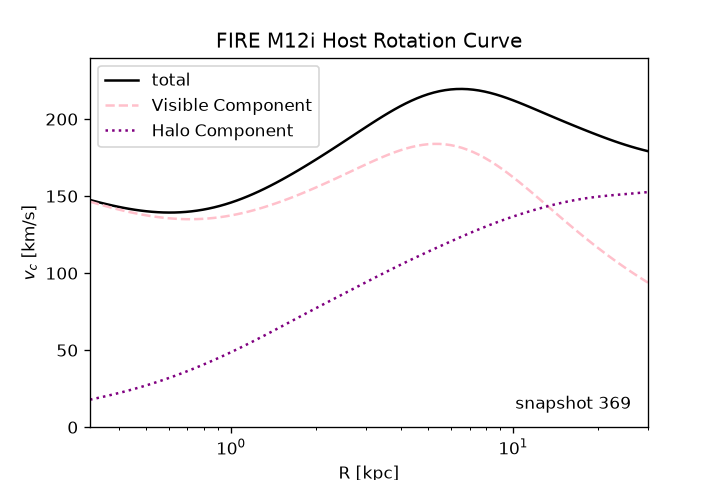 FIRE M12i Host Rotation Curve
total
Visible Component
Halo Component
200
150
100
50
0
v_c [km/s]
snapshot 369
10^0
10^1
R [kpc]